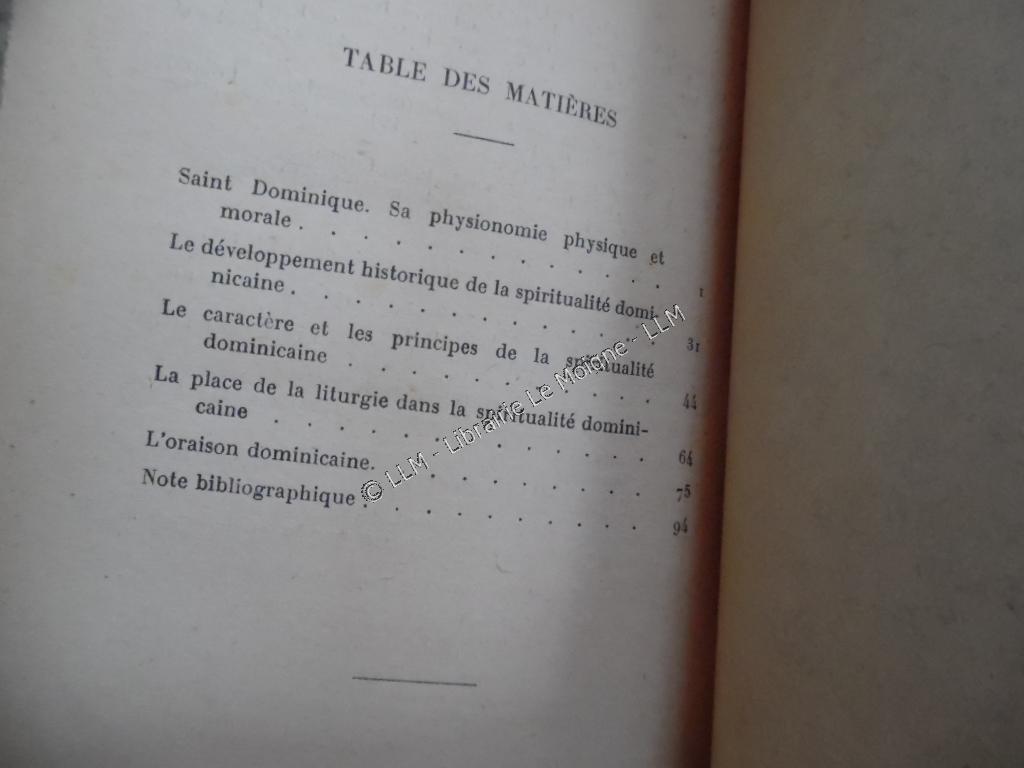 TABLE DES MATIÈRES
Saint Dominique. Sa physionomie physique et
morale . . . . . . . . . . . 1
Le développement historique de la spiritualité domi-
nicaine . . . . . . . . . . . . 31
Le caractère et les principes de la spiritualité
dominicaine . . . . . . . . . . 44
La place de la liturgie dans la spiritualité domini-
caine . . . . . . . . . . . . 64
L'oraison dominicaine. . . . . . . . . . 75
Note bibliographique . . . . . . . . . . 94
© LLM - Librairie Le Moigne - LLM